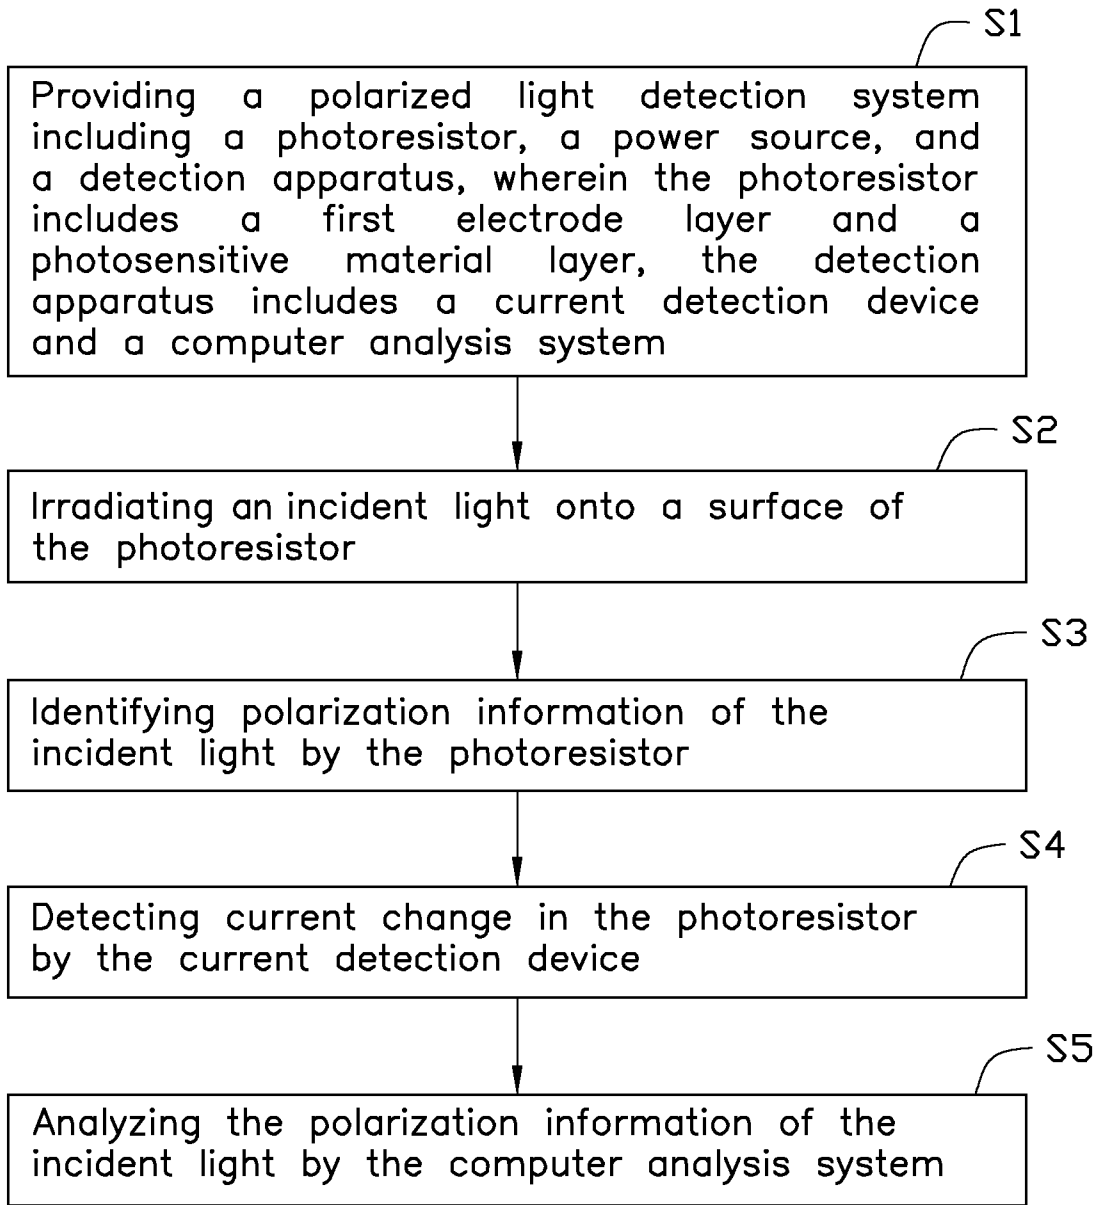 S1
Providing a polarized light detection system
including a photoresistor, a power source, and
a detection apparatus, wherein the photoresistor
includes a first electrode layer and a
photosensitive material layer, the detection
apparatus includes a current detection device
and a computer analysis system
S2
Irradiating an incident light onto a surface of
the photoresistor
S3
Identifying polarization information of the
incident light by the photoresistor
S4
Detecting current change in the photoresistor
by the current detection device
S5
Analyzing the polarization information of the
incident light by the computer analysis system